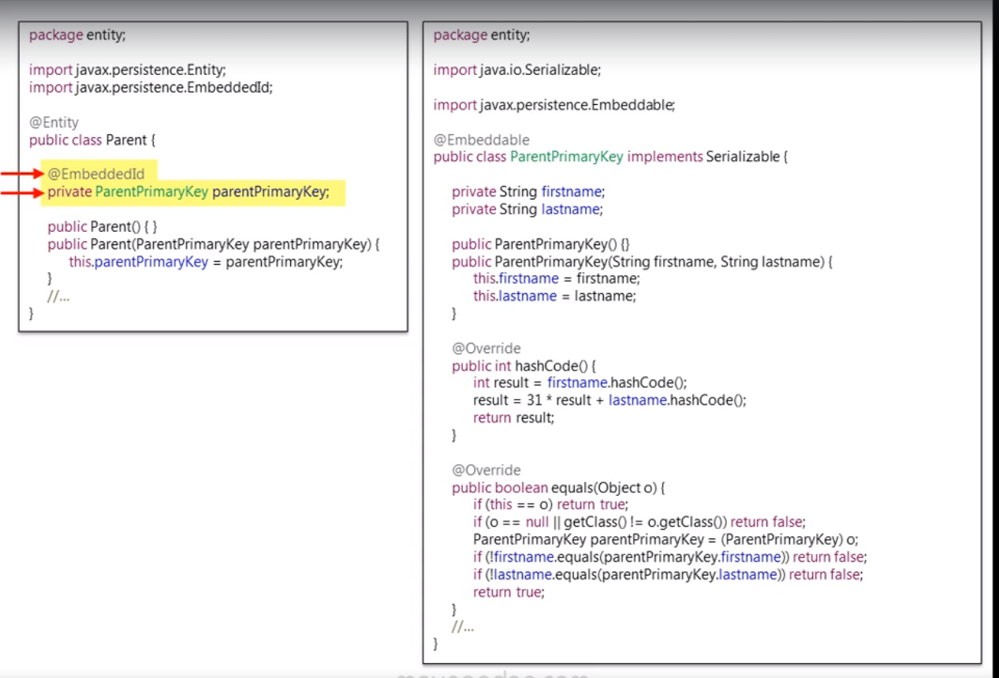 package entity;
import javax.persistence.Entity;
import javax.persistence.EmbeddedId;
@Entity
public class Parent {
@EmbeddedId
private ParentPrimaryKey parentPrimaryKey;
public Parent() { }
public Parent(ParentPrimaryKey parentPrimaryKey) {
this.parentPrimaryKey = parentPrimaryKey;
}
//...
}
package entity;
import java.io.Serializable;
import javax.persistence.Embeddable;
@Embeddable
public class ParentPrimaryKey implements Serializable {
private String firstname;
private String lastname;
public ParentPrimaryKey() {}
public ParentPrimaryKey(String firstname, String lastname) {
this.firstname = firstname;
this.lastname = lastname;
}
@Override
public int hashCode() {
int result = firstname.hashCode();
result = 31 * result + lastname.hashCode();
return result;
}
@Override
public boolean equals(Object o) {
if (this == o) return true;
if (o == null || getClass() != o.getClass()) return false;
ParentPrimaryKey parentPrimaryKey = (ParentPrimaryKey) o;
if (!firstname.equals(parentPrimaryKey.firstname)) return false;
if (!lastname.equals(parentPrimaryKey.lastname)) return false;
return true;
}
//...
}